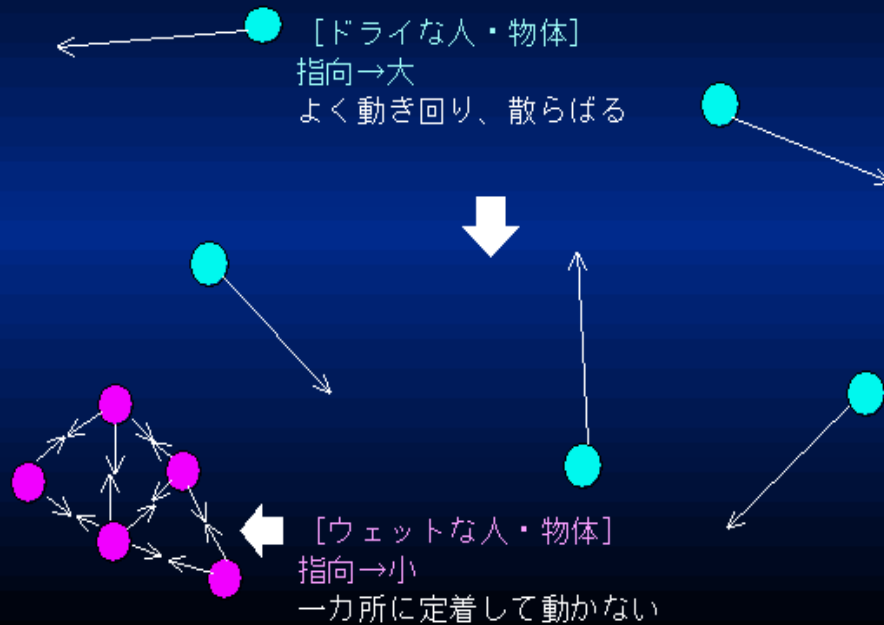 [ドライな人・物体]
指向→大
よく動き回り、散らばる
[ウェットな人・物体]
指向→小
一カ所に定着して動かない